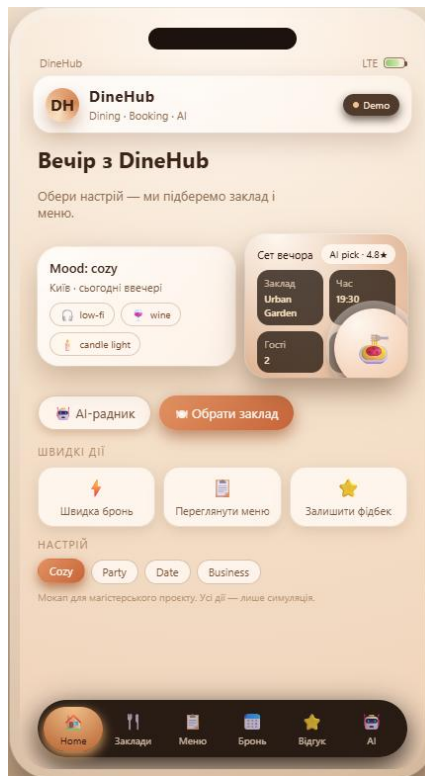 DineHub
LTE
DH
DineHub
Dining · Booking · AI
Demo
Вечір з DineHub
Обери настрій — ми підберемо заклад і
меню.
Mood: cozy
Київ · сьогодні ввечері
low-fi
wine
candle light
Сет вечора
AI pick · 4.8★
Заклад
Urban
Garden
Час
19:30
Гості
2
AI-радник
Обрати заклад
ШВИДКІ ДІЇ
Швидка бронь
Переглянути меню
Залишити фідбек
НАСТРІЙ
Cozy
Party
Date
Business
Мокап для магістерського проєкту. Усі дії — лише симуляція.
Home
Заклади
Меню
Бронь
Відгук
AI